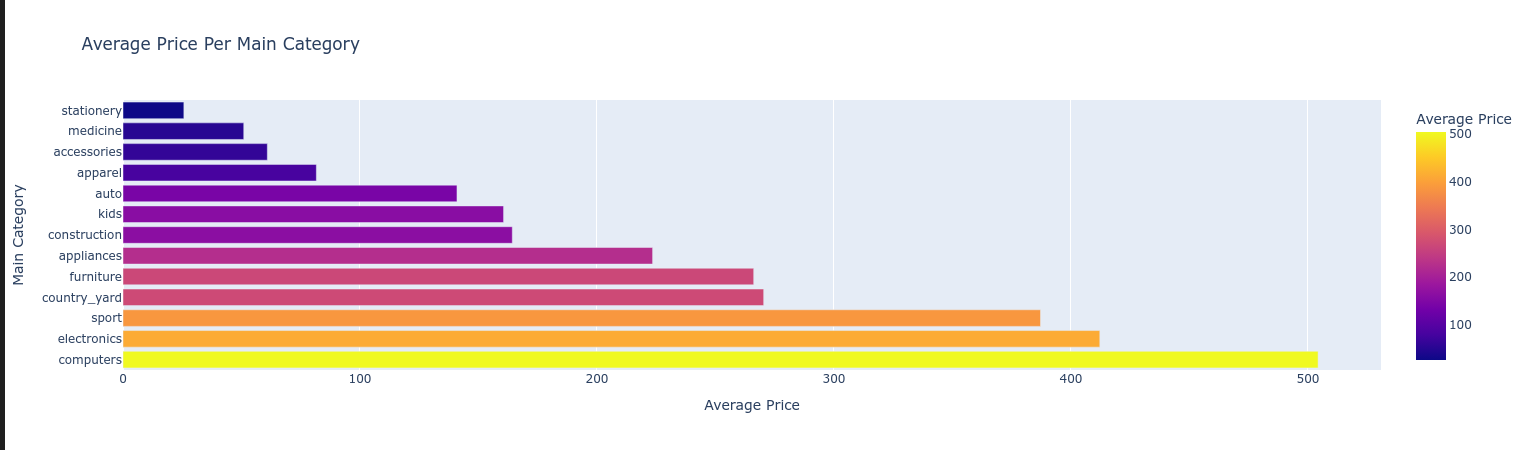 Average Price Per Main Category
Main Category
stationery
medicine
accessories
apparel
auto
kids
construction
appliances
furniture
country_yard
sport
electronics
computers
0 100 200 300 400 500
Average Price
Average Price
500
400
300
200
100